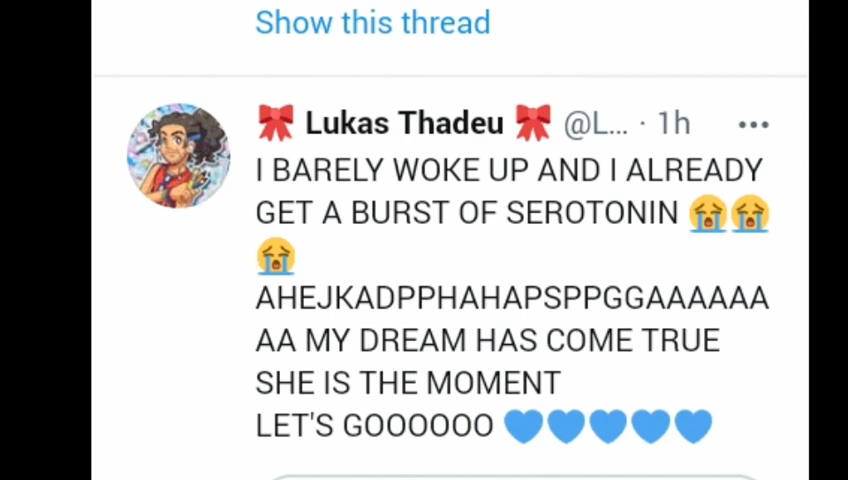 Show this thread
🎀 Lukas Thadeu 🎀 @L... · 1h
I BARELY WOKE UP AND I ALREADY
GET A BURST OF SEROTONIN 😭😭
😭
AHEJKADPPHAHAPSPPGGAAAAAA
AA MY DREAM HAS COME TRUE
SHE IS THE MOMENT
LET'S GOOOOOO 💙💙💙💙💙